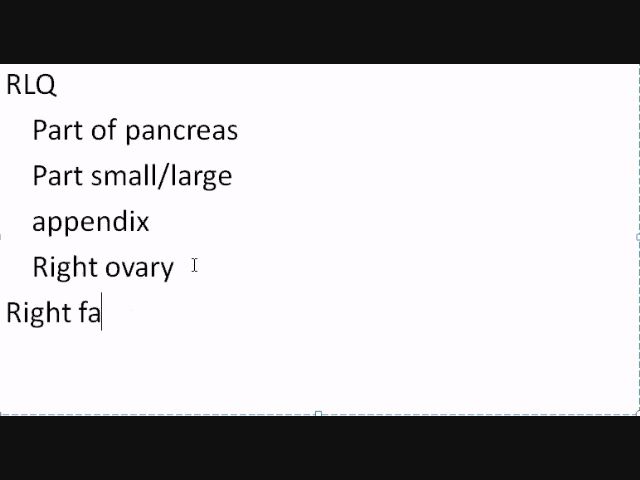 RLQ
Part of pancreas
Part small/large
appendix
Right ovary
Right fa